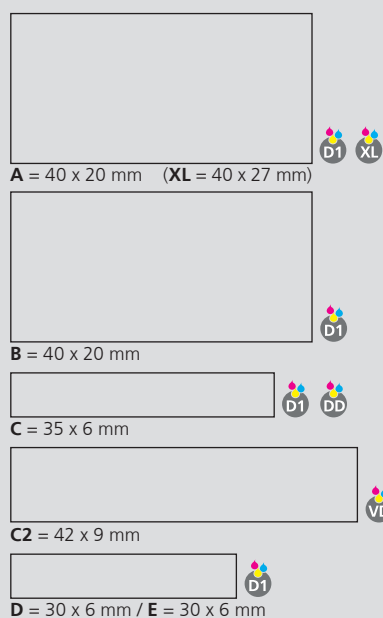 D1 XL
A = 40 x 20 mm (XL = 40 x 27 mm)
D1
B = 40 x 20 mm
D1 DD
C = 35 x 6 mm
C2 = 42 x 9 mm
D1
D = 30 x 6 mm / E = 30 x 6 mm